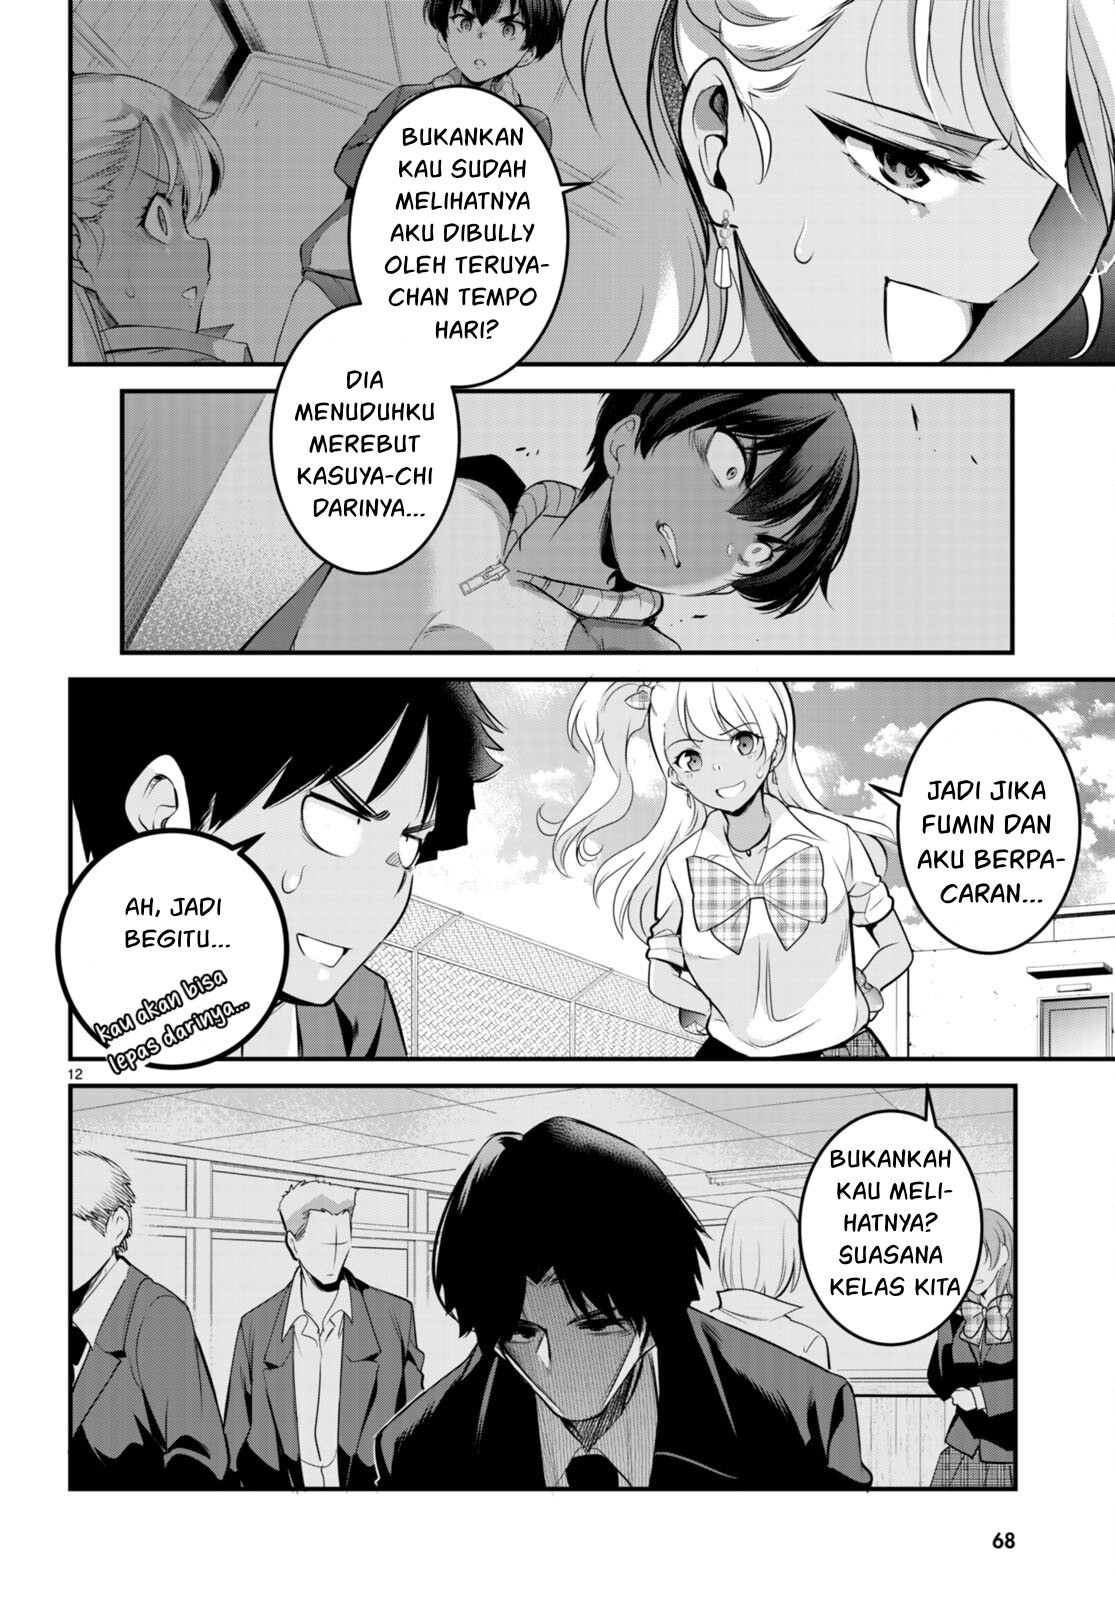 BUKANKAN
KAU SUDAH
MELIHATNYA
AKU DIBULLY
OLEH TERUYA-
CHAN TEMPO
HARI?
DIA
MENUDUHKU
MEREBUT
KASUYA-CHI
DARINYA...
JADI JIKA
FUMIN DAN
AKU BERPA-
CARAN...
AH, JADI
BEGITU...
kau akan bisa
lepas darinya...
12
BUKANKAH
KAU MELI-
HATNYA?
SUASANA
KELAS KITA
68